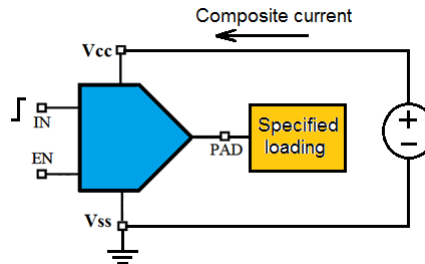 Composite current
Vcc
IN
EN
PAD
Specified
loading
+
−
Vss